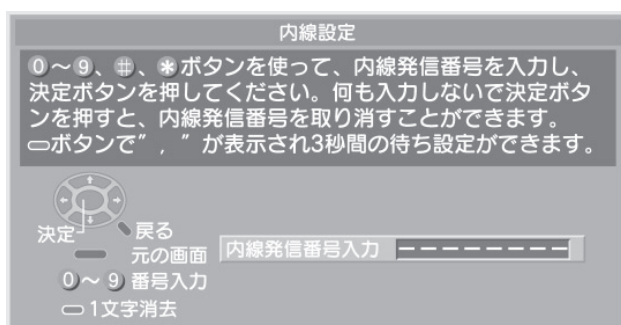 内線設定
0～9、#、*ボタンを使って、内線発信番号を入力し、
決定ボタンを押してください。何も入力しないで決定ボタ
ンを押すと、内線発信番号を取り消すことができます。
ボタンで"，"が表示され3秒間の待ち設定ができます。
決定
戻る
元の画面
内線発信番号入力 －－－－－－－－
0～9 番号入力
1文字消去